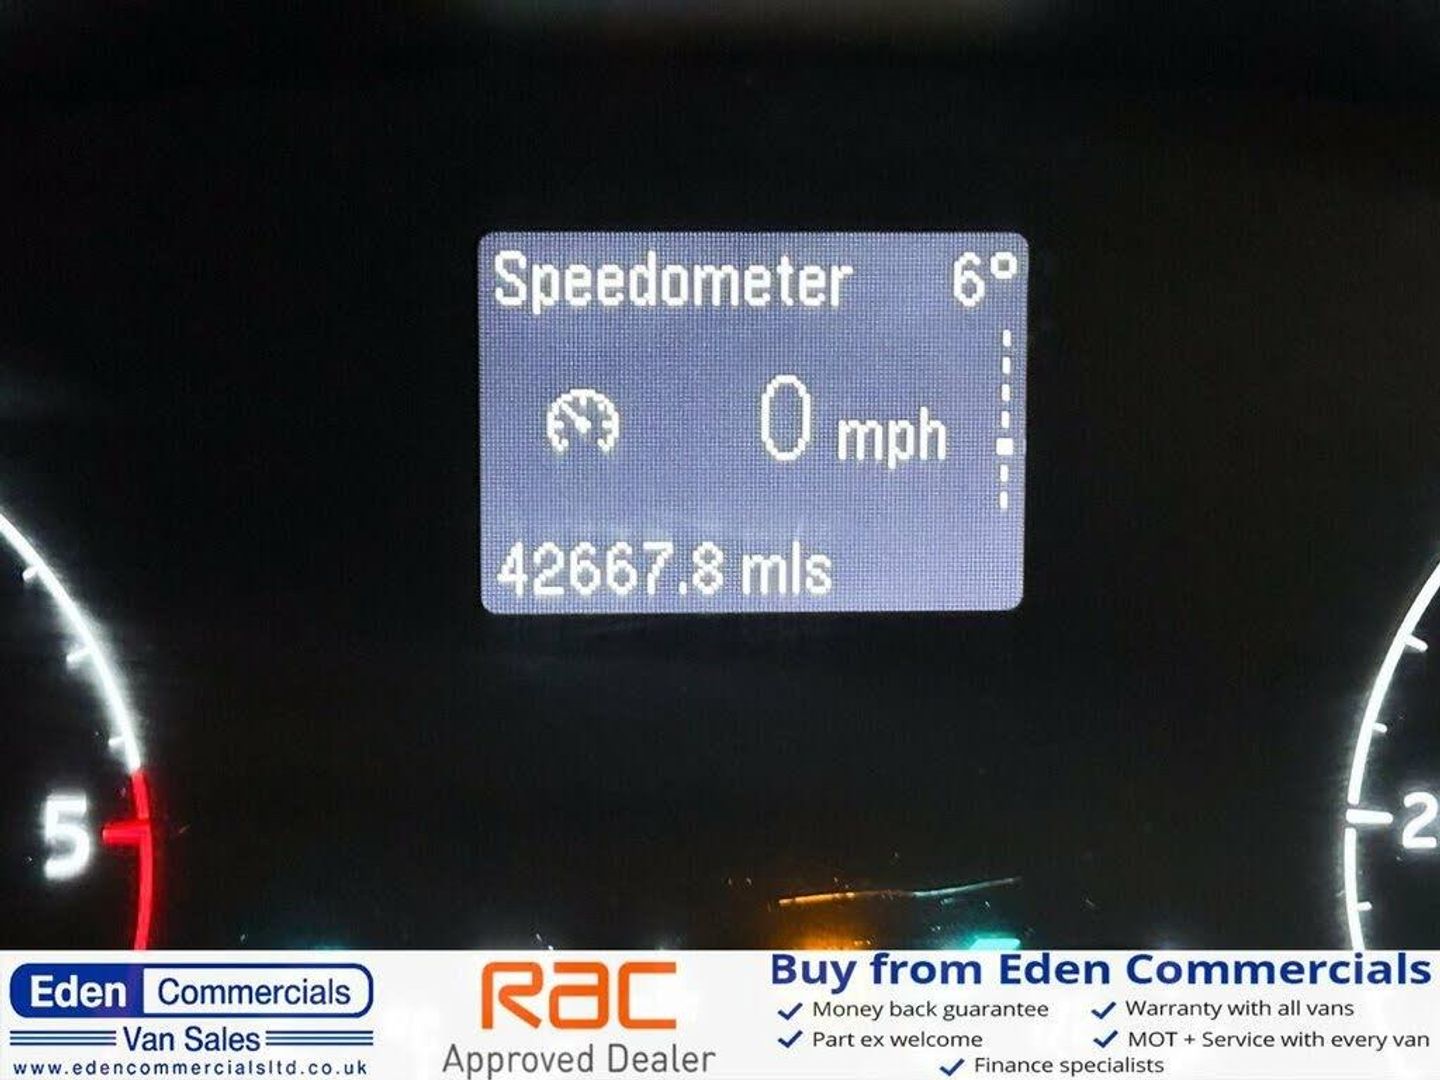 Speedometer 6°
0 mph
42667.8 mls
5
2
Eden Commercials
Van Sales
www.edencommercialsltd.co.uk
RAC
Approved Dealer
Buy from Eden Commercials
Money back guarantee
Warranty with all vans
Part ex welcome
MOT + Service with every van
Finance specialists